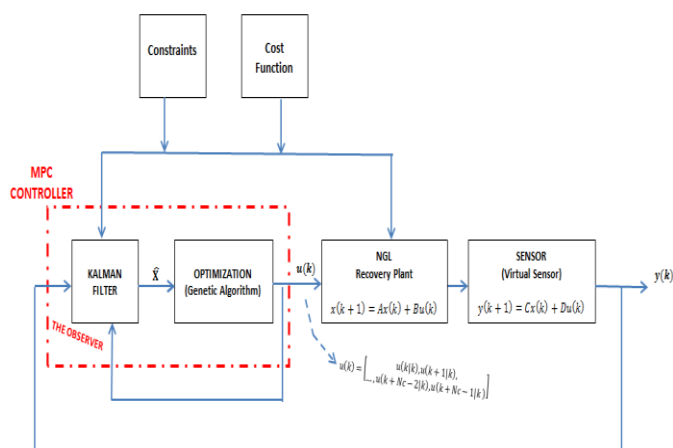 Constraints
Cost
Function
MPC
CONTROLLER
KALMAN
FILTER
X̂
OPTIMIZATION
(Genetic Algorithm)
u(k)
NGL
Recovery Plant
x(k + 1) = Ax(k) + Bu(k)
SENSOR
(Virtual Sensor)
y(k + 1) = Cx(k) + Du(k)
y(k)
THE OBSERVER
u(k) = [ u(k|k), u(k + 1|k),
..., u(k + Nc − 2|k), u(k + Nc − 1|k) ]